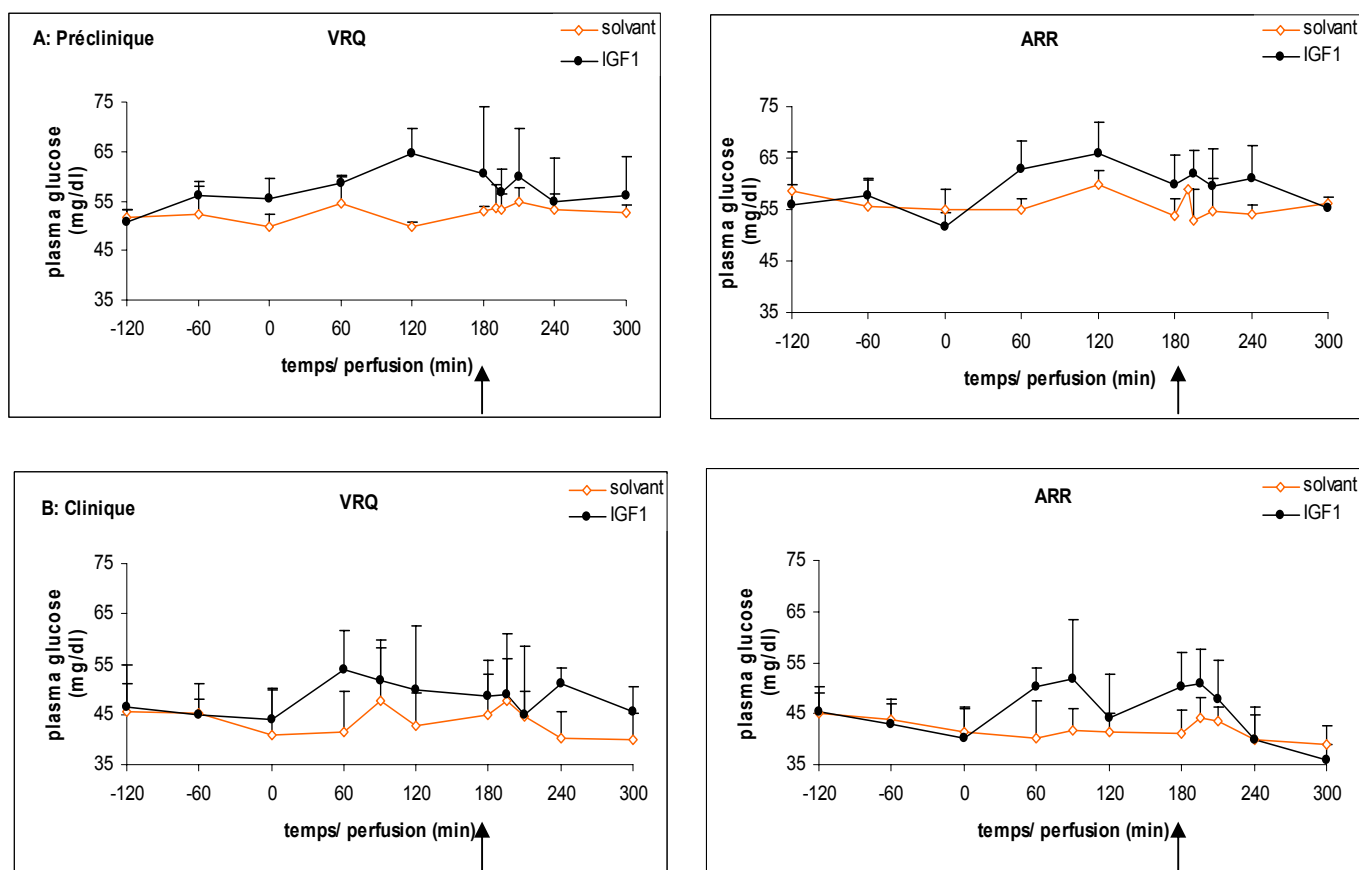 A: Préclinique
VRQ
solvant
IGF1
75
65
55
45
35
plasma glucose
(mg/dl)
-120 -60 0 60 120 180 240 300
temps/ perfusion (min)
ARR
solvant
IGF1
75
65
55
45
35
plasma glucose
(mg/dl)
-120 -60 0 60 120 180 240 300
temps/ perfusion (min)
B: Clinique
VRQ
solvant
IGF1
75
65
55
45
35
plasma glucose
(mg/dl)
-120 -60 0 60 120 180 240 300
temps/ perfusion (min)
ARR
solvant
IGF1
75
65
55
45
35
plasma glucose
(mg/dl)
-120 -60 0 60 120 180 240 300
temps/ perfusion (min)